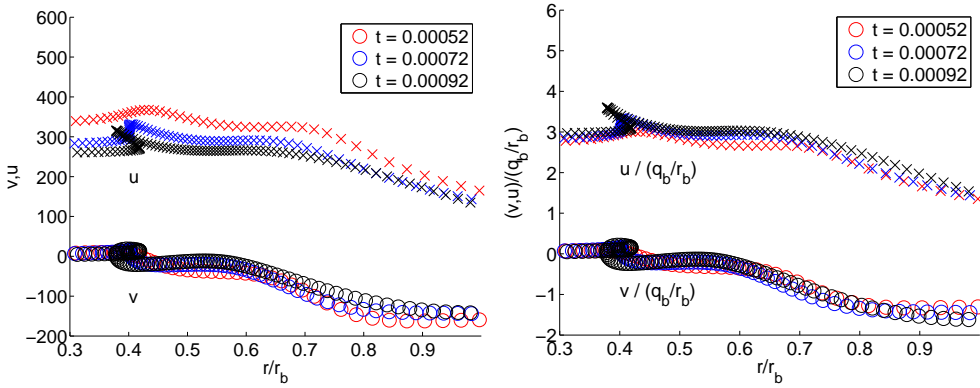 600
500
400
300
200
100
0
−100
−200
v,u
t = 0.00052
t = 0.00072
t = 0.00092
u
v
0.3 0.4 0.5 0.6 0.7 0.8 0.9
r/r_b
6
5
4
3
2
1
0
−1
−2
(v,u)/(q_b/r_b)
t = 0.00052
t = 0.00072
t = 0.00092
u / (q_b/r_b)
v / (q_b/r_b)
0.3 0.4 0.5 0.6 0.7 0.8 0.9
r/r_b